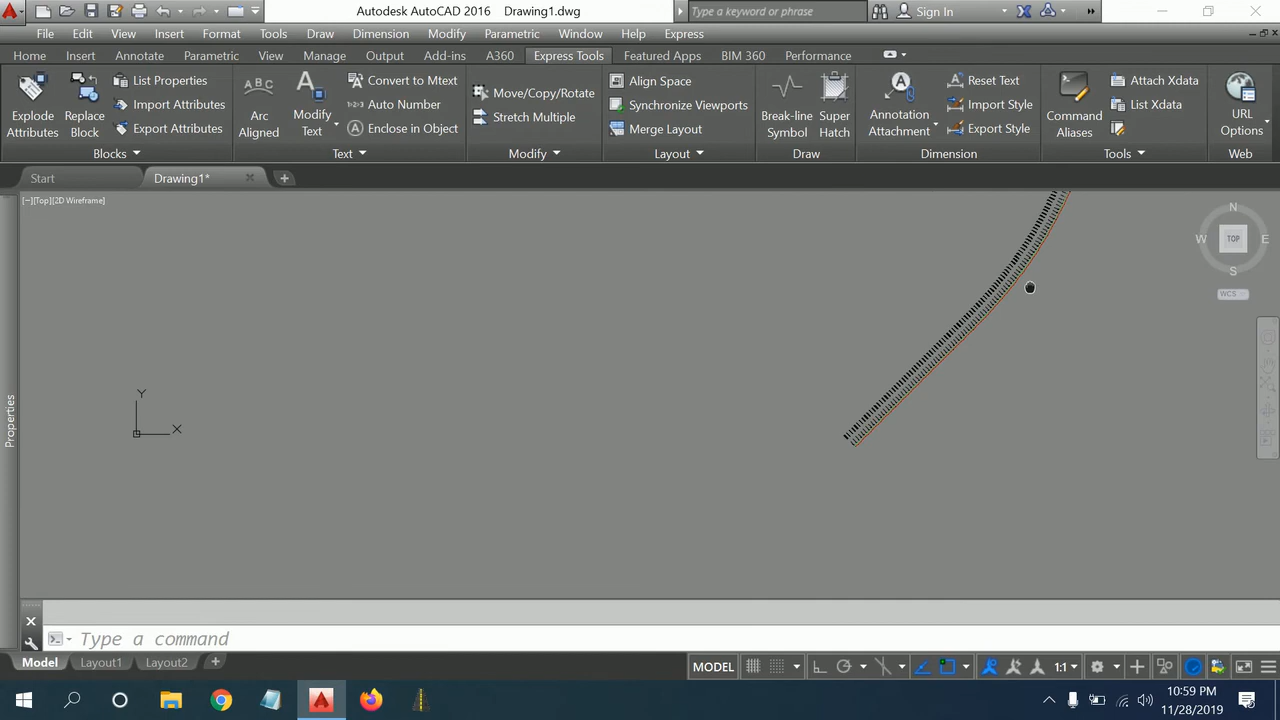 Autodesk AutoCAD 2016 Drawing1.dwg
Type a keyword or phrase
Sign In
File Edit View Insert Format Tools Draw Dimension Modify Parametric Window Help Express
Home Insert Annotate Parametric View Manage Output Add-ins A360 Express Tools Featured Apps BIM 360 Performance
Explode Attributes
Replace Block
List Properties
Import Attributes
Export Attributes
Blocks
ABC
Arc Aligned
Modify Text
Convert to Mtext
1-2-3 Auto Number
Enclose in Object
Text
Move/Copy/Rotate
Stretch Multiple
Modify
Align Space
Synchronize Viewports
Merge Layout
Layout
Break-line Symbol
Super Hatch
Draw
Annotation Attachment
Reset Text
Import Style
Export Style
Dimension
Command Aliases
Attach Xdata
List Xdata
Tools
URL Options
Web
Start Drawing1*
[−][Top][2D Wireframe]
N
W TOP E
S
WCS
Properties
Y
X
Type a command
Model Layout1 Layout2
MODEL 1:1
10:59 PM
11/28/2019